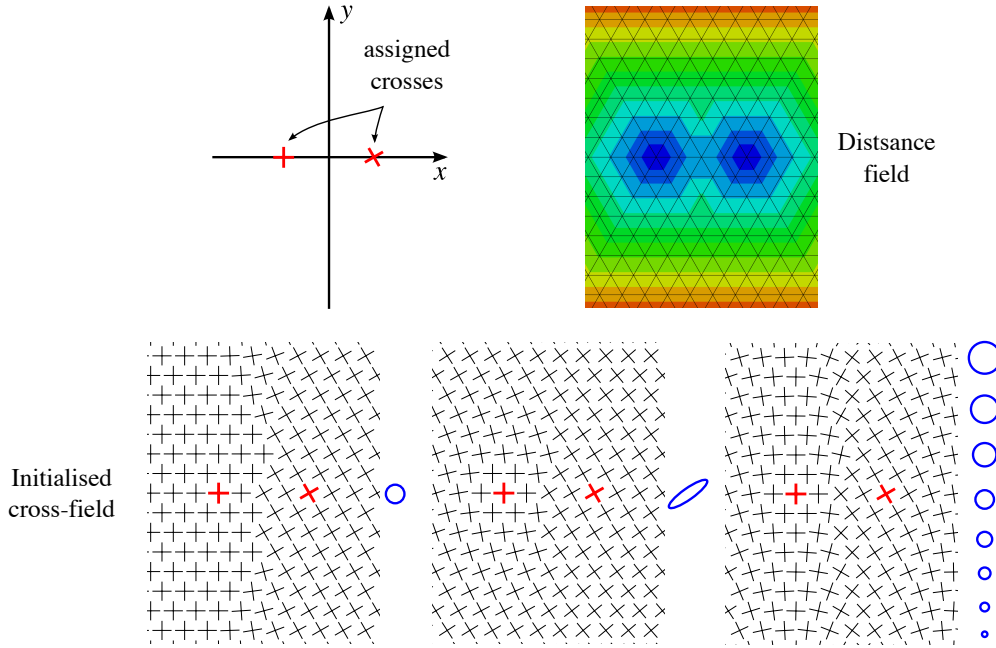 y
assigned
crosses
x
Distsance
field
Initialised
cross-field